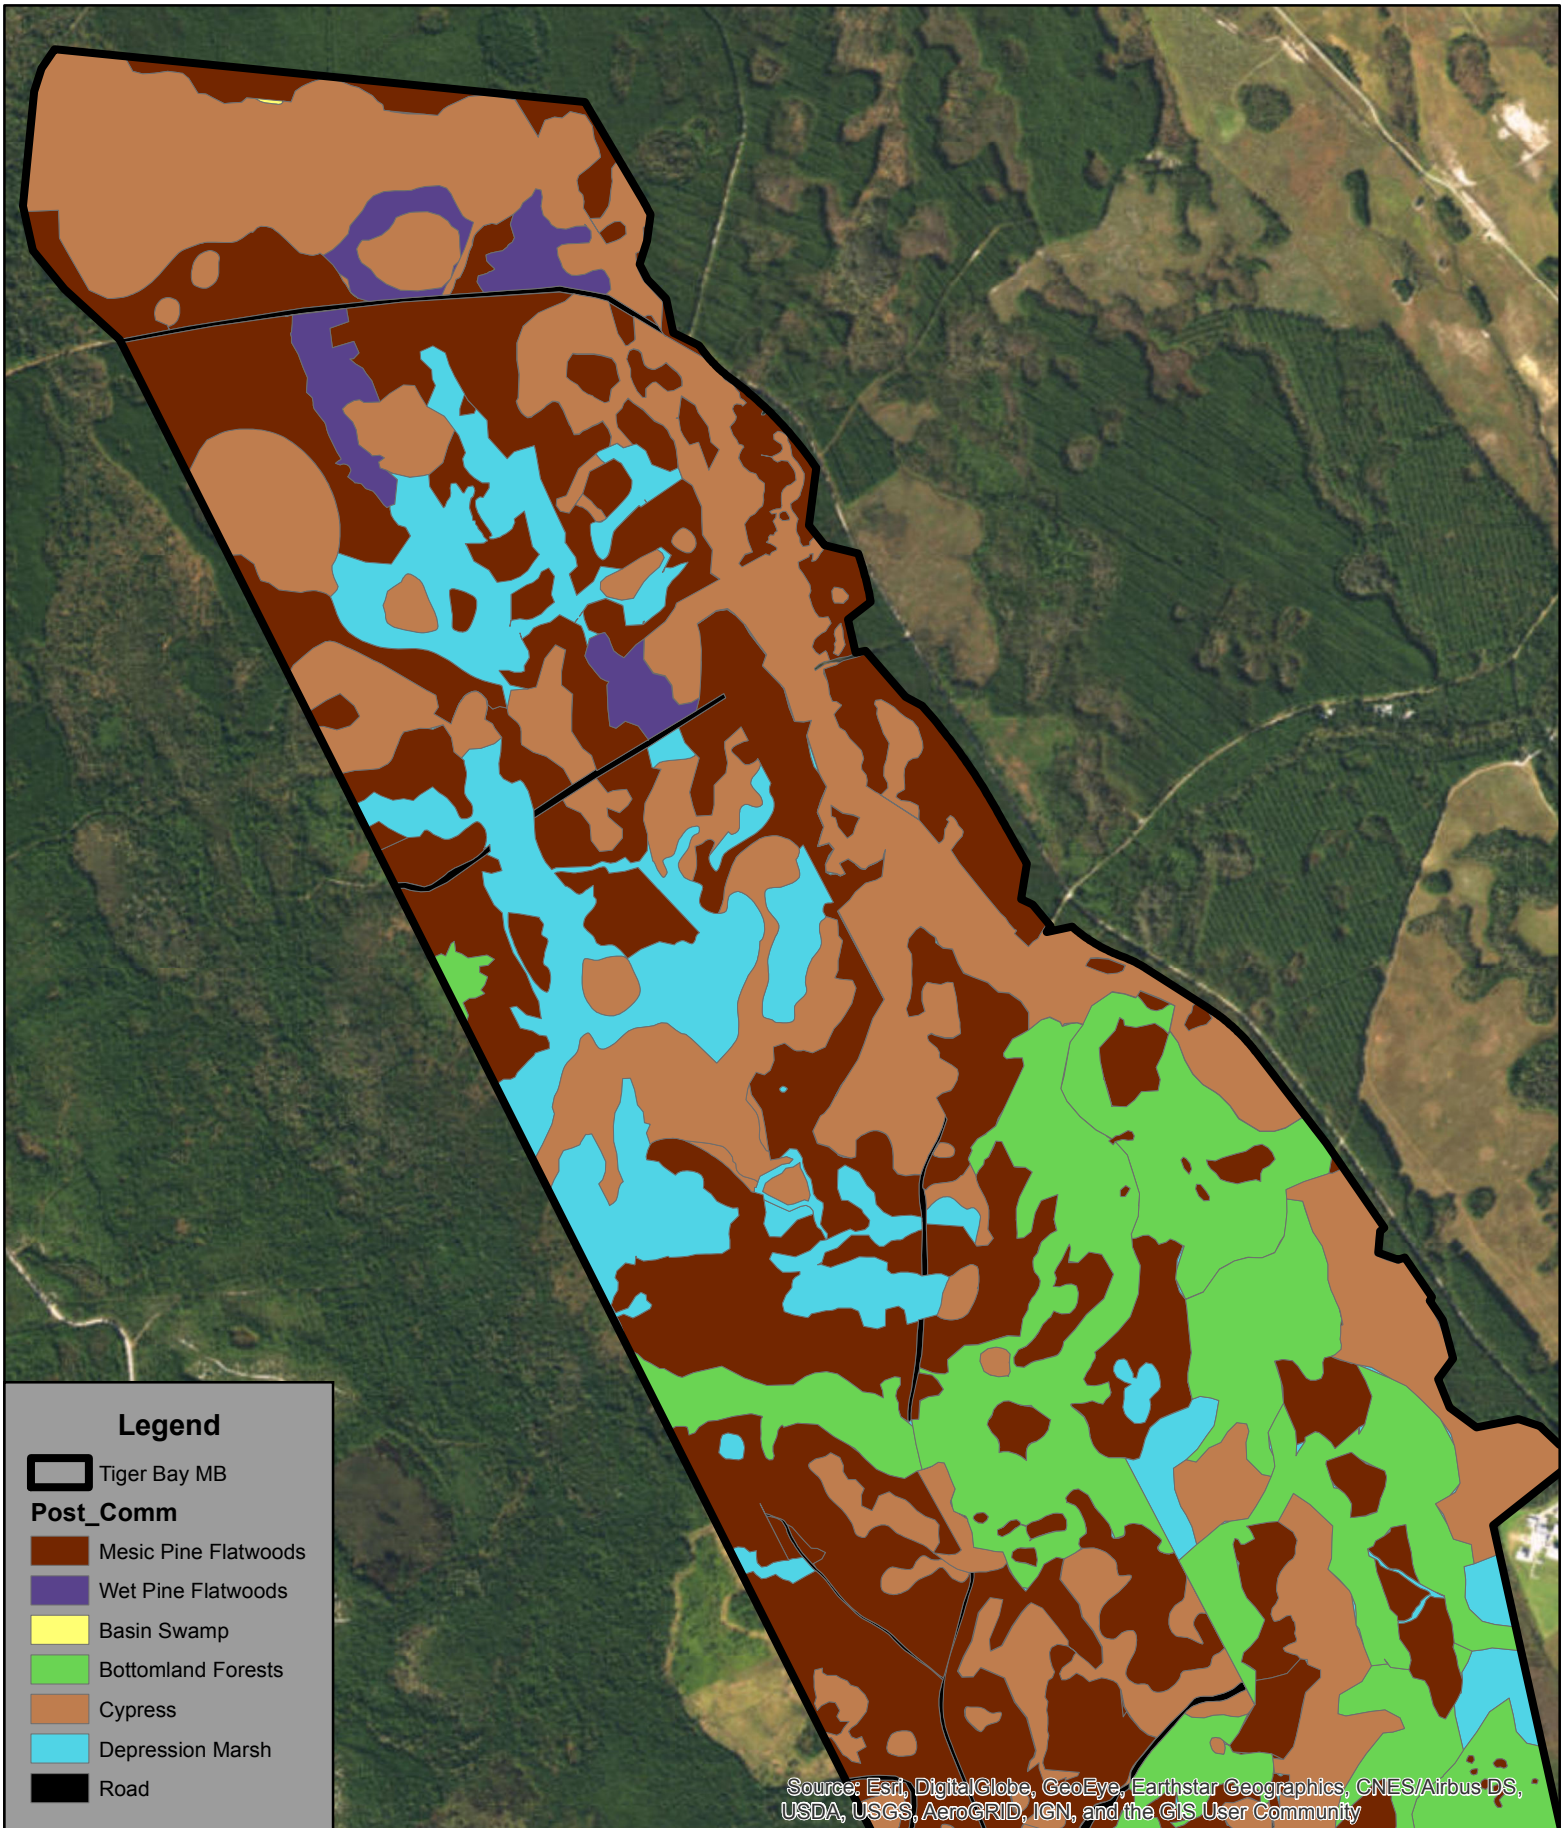 Legend
Tiger Bay MB
Post_Comm
Mesic Pine Flatwoods
Wet Pine Flatwoods
Basin Swamp
Bottomland Forests
Cypress
Depression Marsh
Road
Source: Esri, DigitalGlobe, GeoEye, Earthstar Geographics, CNES/Airbus DS,
USDA, USGS, AeroGRID, IGN, and the GIS User Community